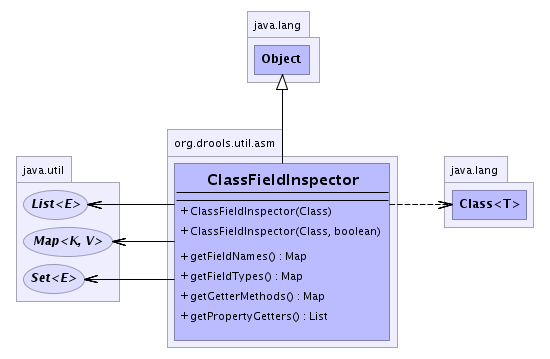 java.lang
Object
org.drools.util.asm
ClassFieldInspector
+ ClassFieldInspector(Class)
+ ClassFieldInspector(Class, boolean)
+ getFieldNames() : Map
+ getFieldTypes() : Map
+ getGetterMethods() : Map
+ getPropertyGetters() : List
java.util
List<E>
Map<K, V>
Set<E>
java.lang
Class<T>